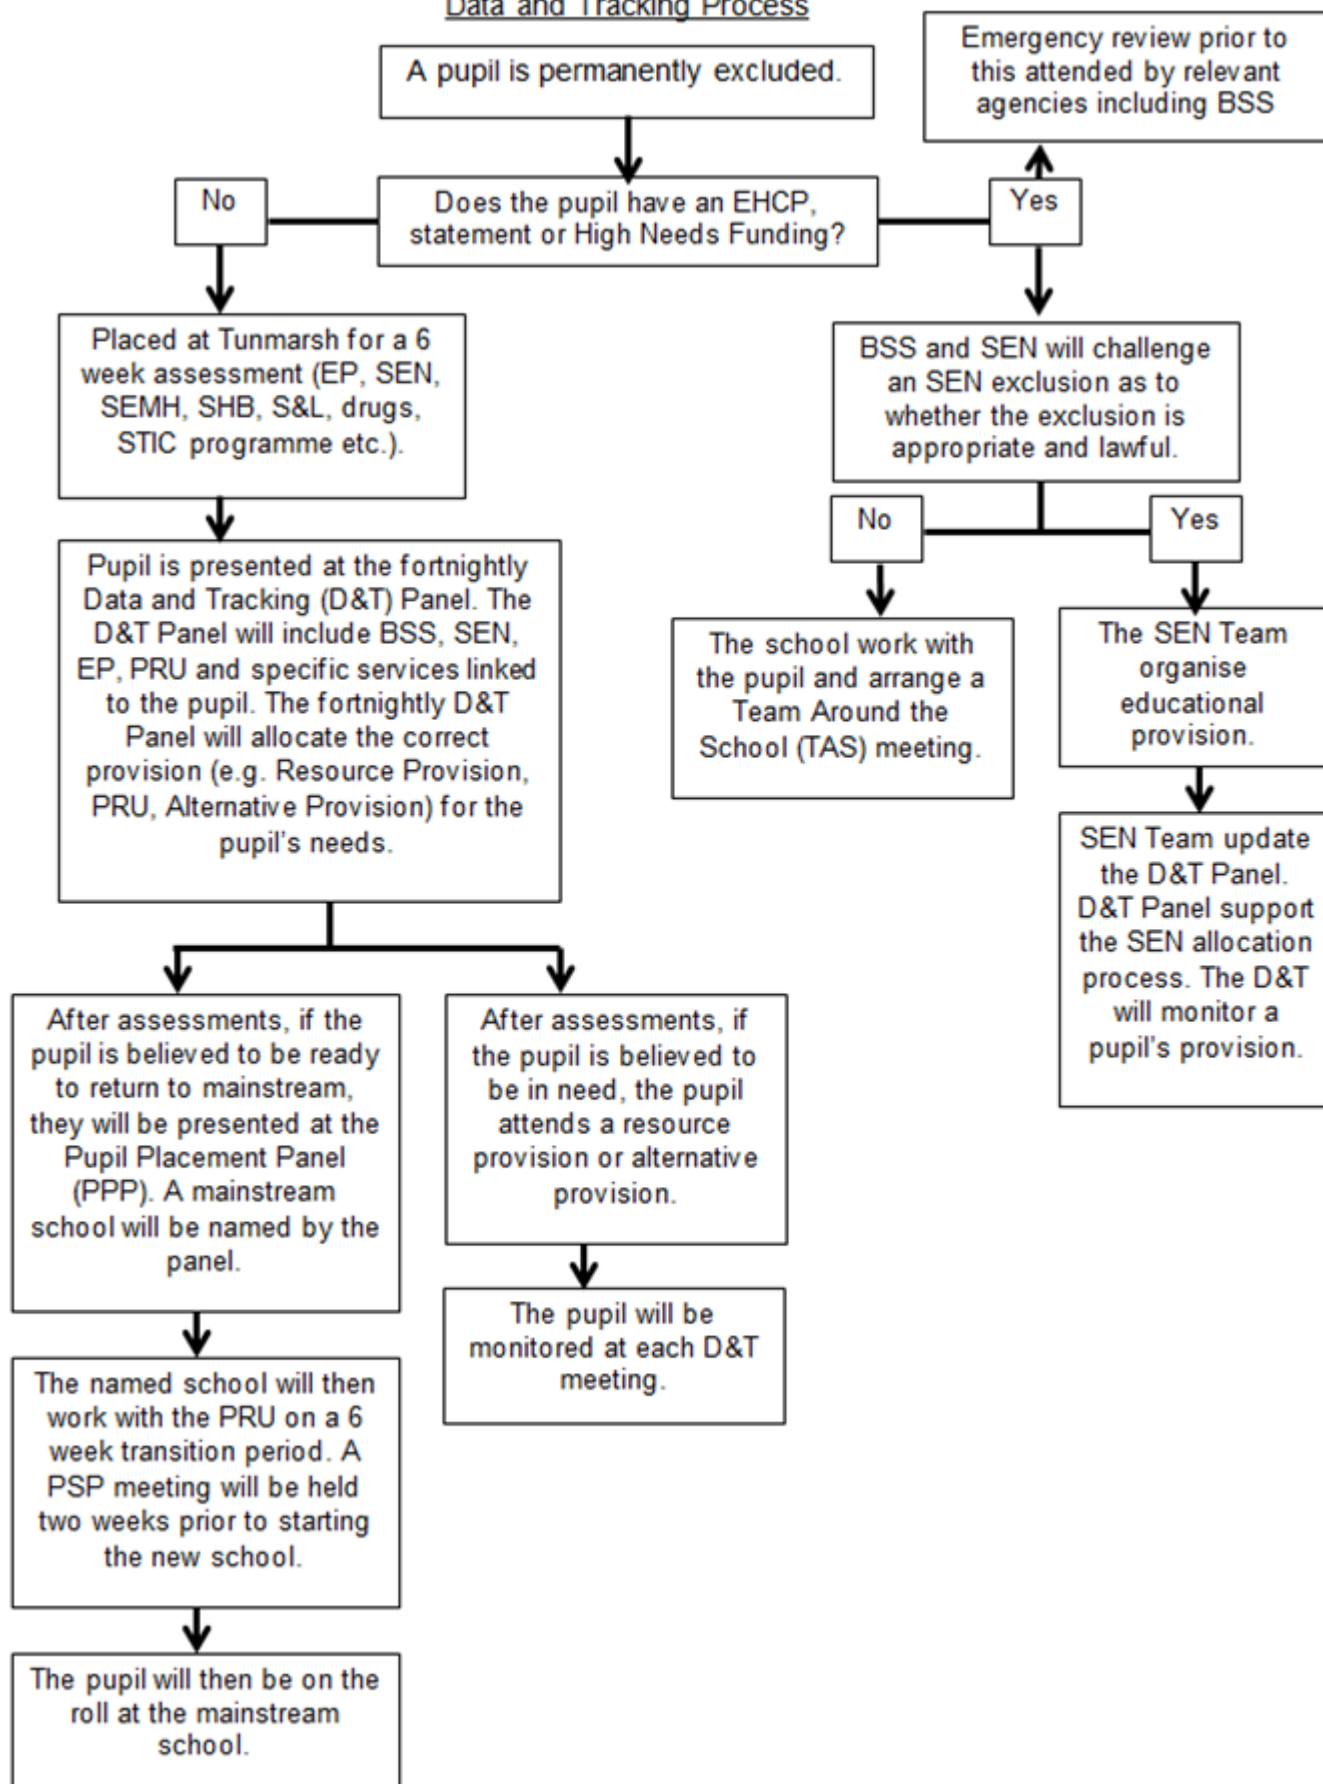 Data and Tracking Process
A pupil is permanently excluded.
Emergency review prior to
this attended by relevant
agencies including BSS
No
Does the pupil have an EHCP,
statement or High Needs Funding?
Yes
Placed at Tunmarsh for a 6
week assessment (EP, SEN,
SEMH, SHB, S&L, drugs,
STIC programme etc.).
BSS and SEN will challenge
an SEN exclusion as to
whether the exclusion is
appropriate and lawful.
No
Yes
Pupil is presented at the fortnightly
Data and Tracking (D&T) Panel. The
D&T Panel will include BSS, SEN,
EP, PRU and specific services linked
to the pupil. The fortnightly D&T
Panel will allocate the correct
provision (e.g. Resource Provision,
PRU, Alternative Provision) for the
pupil's needs.
The school work with
the pupil and arrange a
Team Around the
School (TAS) meeting.
The SEN Team
organise
educational
provision.
SEN Team update
the D&T Panel.
D&T Panel support
the SEN allocation
process. The D&T
will monitor a
pupil's provision.
After assessments, if the
pupil is believed to be ready
to return to mainstream,
they will be presented at the
Pupil Placement Panel
(PPP). A mainstream
school will be named by the
panel.
After assessments, if
the pupil is believed to
be in need, the pupil
attends a resource
provision or alternative
provision.
The pupil will be
monitored at each D&T
meeting.
The named school will then
work with the PRU on a 6
week transition period. A
PSP meeting will be held
two weeks prior to starting
the new school.
The pupil will then be on the
roll at the mainstream
school.